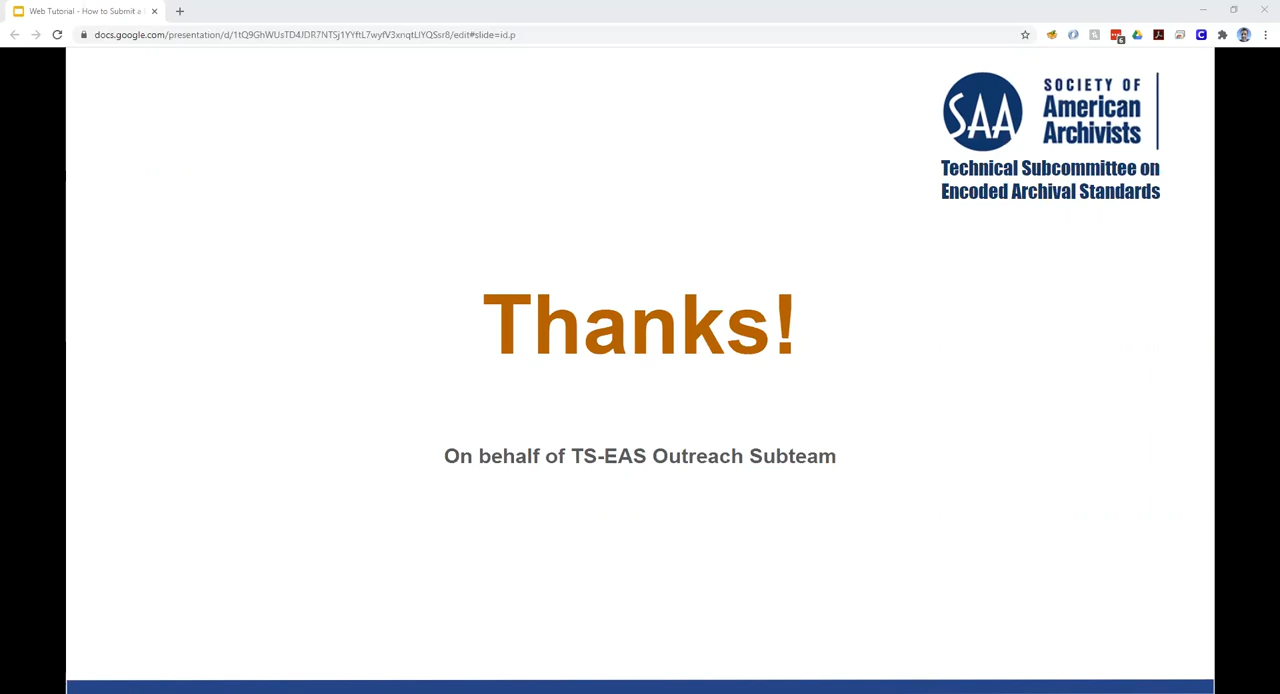 Web Tutorial - How to Submit a
docs.google.com/presentation/d/1tQ9GhWUsTD4JDR7NTSj1YYftL7wyfV3xnqtLlYQSsr8/edit#slide=id.p
SAA
SOCIETY OF
American
Archivists
Technical Subcommittee on
Encoded Archival Standards
Thanks!
On behalf of TS-EAS Outreach Subteam